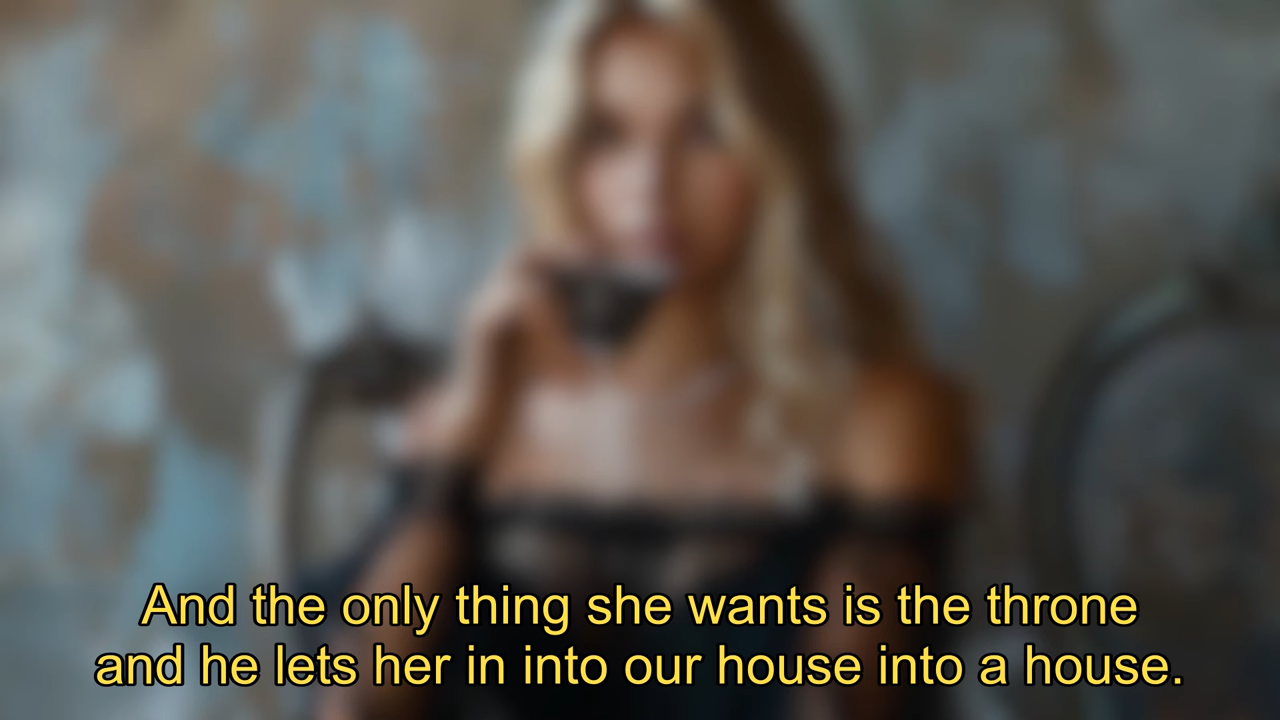 And the only thing she wants is the throne
and he lets her in into our house into a house.